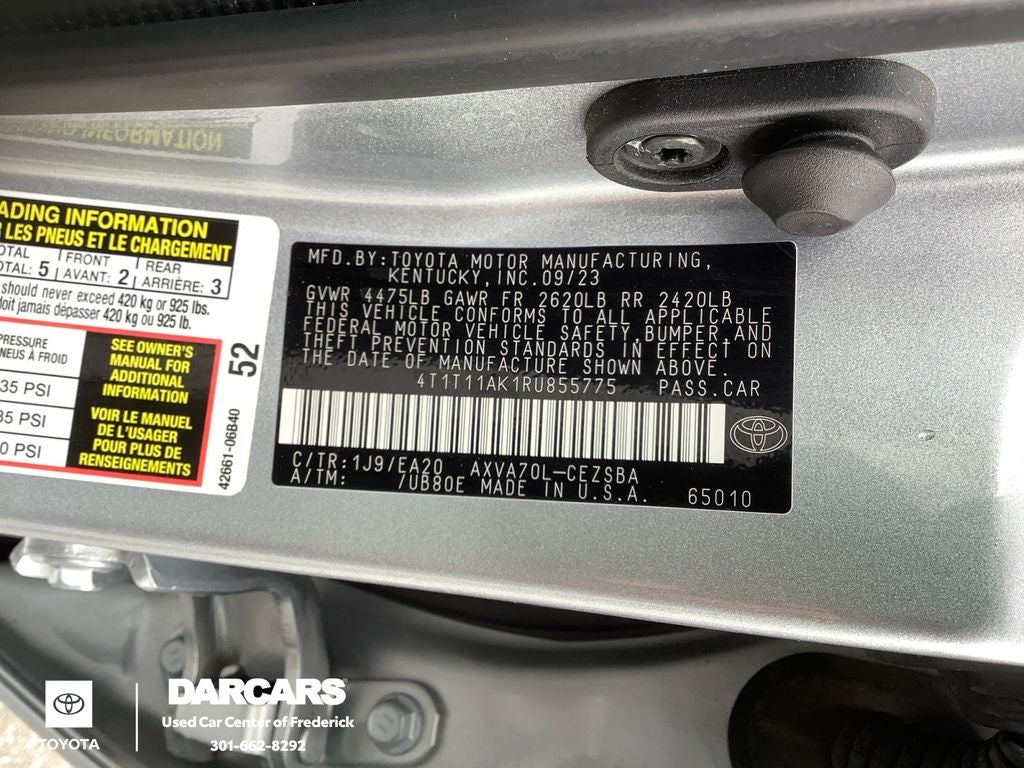 ADING INFORMATION
LES PNEUS ET LE CHARGEMENT
OTAL FRONT REAR
OTAL: 5 AVANT: 2 ARRIÈRE: 3
should never exceed 420 kg or 925 lbs.
doit jamais dépasser 420 kg ou 925 lb.
PRESSURE
NEUS À FROID
35 PSI
35 PSI
0 PSI
SEE OWNER'S
MANUAL FOR
ADDITIONAL
INFORMATION
VOIR LE MANUEL
DE L'USAGER
POUR PLUS DE
RENSEIGNEMENTS
52
42661-06B40
MFD.BY:TOYOTA MOTOR MANUFACTURING,
KENTUCKY, INC. 09/23
GVWR 4475LB GAWR FR 2620LB RR 2420LB
THIS VEHICLE CONFORMS TO ALL APPLICABLE
FEDERAL MOTOR VEHICLE SAFETY, BUMPER, AND
THEFT PREVENTION STANDARDS IN EFFECT ON
THE DATE OF MANUFACTURE SHOWN ABOVE.
4T1T11AK1RU855775 PASS.CAR
C/TR:1J9/EA20 AXVA70L-CEZSBA
A/TM: /UB80E MADE IN U.S.A. 65010
TOYOTA
DARCARS
Used Car Center of Frederick
301-662-8292